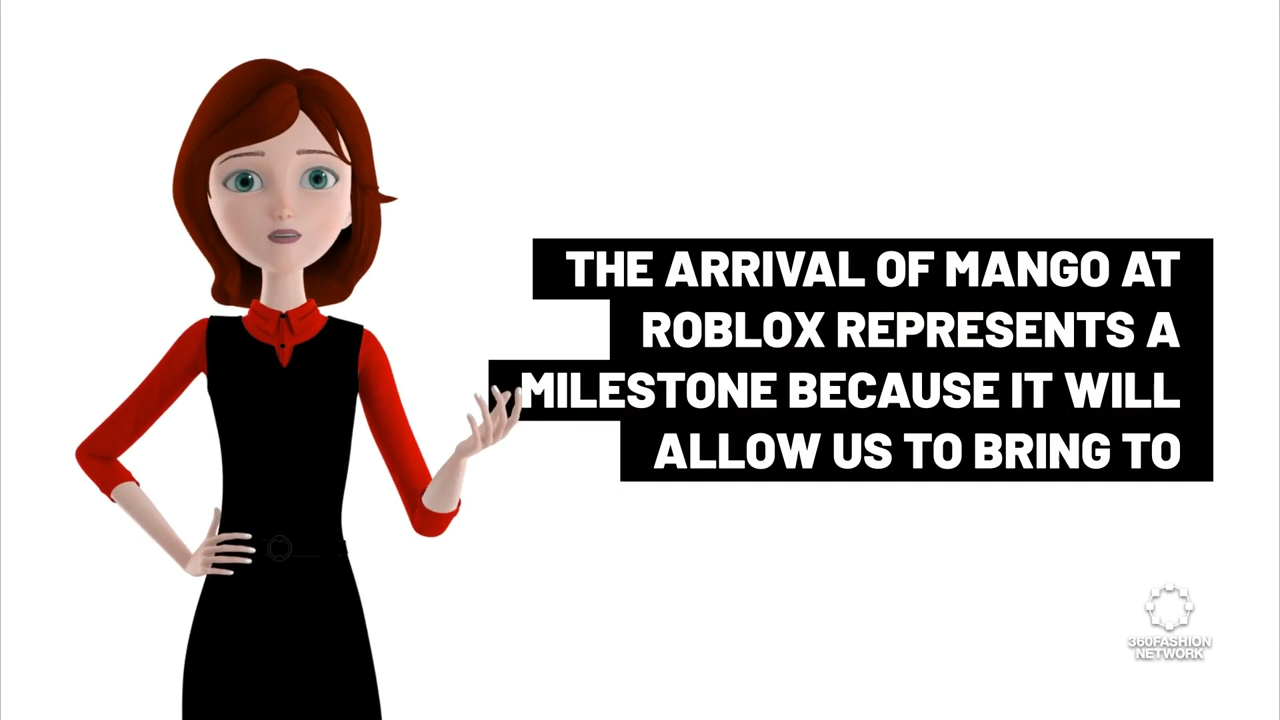 THE ARRIVAL OF MANGO AT
ROBLOX REPRESENTS A
MILESTONE BECAUSE IT WILL
ALLOW US TO BRING TO
360FASHION
NETWORK